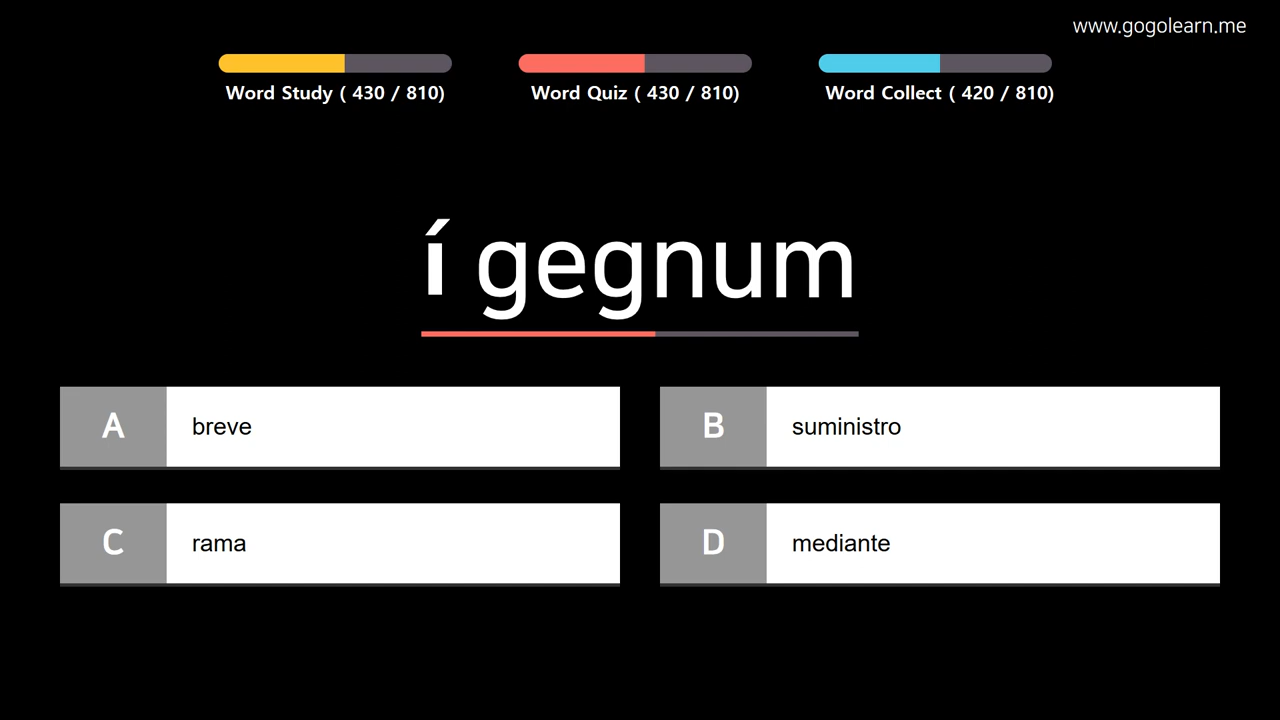 www.gogolearn.me
Word Study ( 430 / 810)
Word Quiz ( 430 / 810)
Word Collect ( 420 / 810)
í gegnum
A breve
B suministro
C rama
D mediante